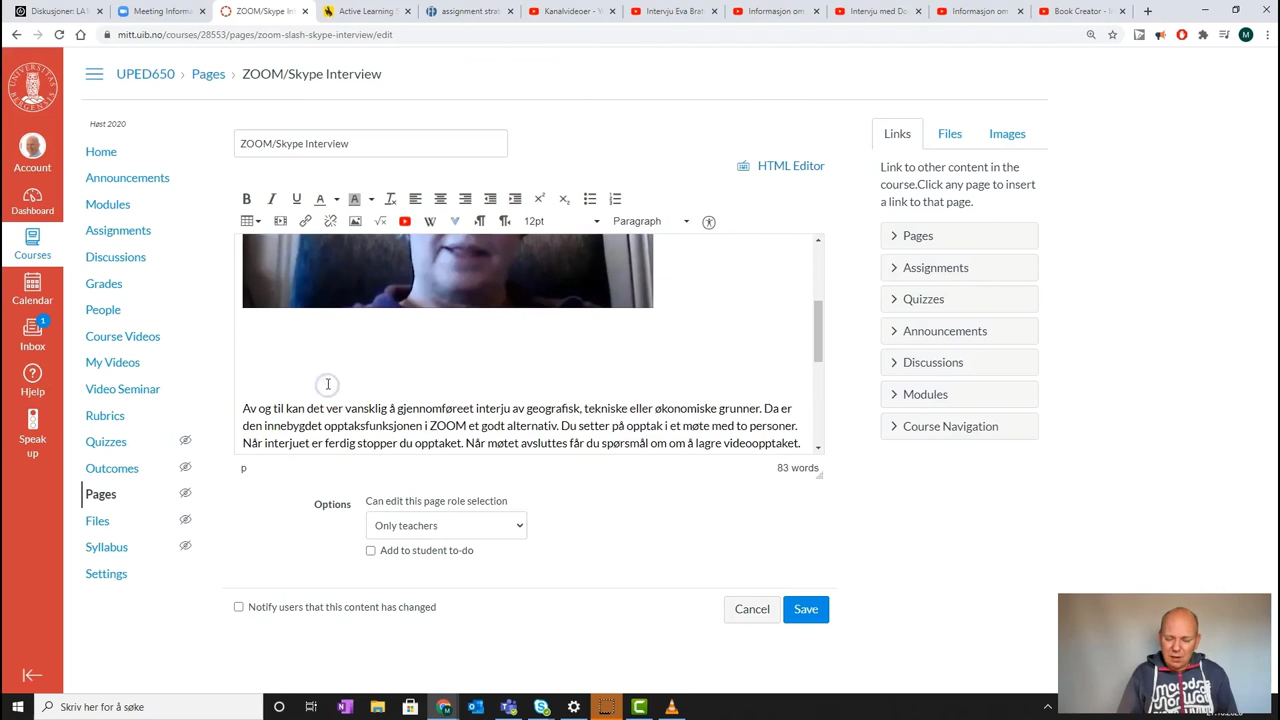 Diskusjonen: LA1
Meeting Informa
ZOOM/Skype In
Active Learning S
assignment strat
Kanalvideoer - V
Intervju Eva Brat
Informasjon om
Intervju med Do
Informasjon om
Book Creator - In
mitt.uib.no/courses/28553/pages/zoom-slash-skype-interview/edit
M
UNIVERSITAS BERGENSIS
UPED650 › Pages › ZOOM/Skype Interview
Høst 2020
Account
Dashboard
Courses
Calendar
1
Inbox
Hjelp
Speak up
Home
Announcements
Modules
Assignments
Discussions
Grades
People
Course Videos
My Videos
Video Seminar
Rubrics
Quizzes
Outcomes
Pages
Files
Syllabus
Settings
ZOOM/Skype Interview
HTML Editor
12pt
Paragraph
Av og til kan det ver vansklig å gjennomføreet interju av geografisk, tekniske eller økonomiske grunner. Da er
den innebygdet opptaksfunksjonen i ZOOM et godt alternativ. Du setter på opptak i et møte med to personer.
Når interjuet er ferdig stopper du opptaket. Når møtet avsluttes får du spørsmål om om å lagre videoopptaket.
p
83 words
Options
Can edit this page role selection
Only teachers
Add to student to-do
Notify users that this content has changed
Cancel
Save
Links
Files
Images
Link to other content in the
course.Click any page to insert
a link to that page.
Pages
Assignments
Quizzes
Announcements
Discussions
Modules
Course Navigation
Skriv her for å søke